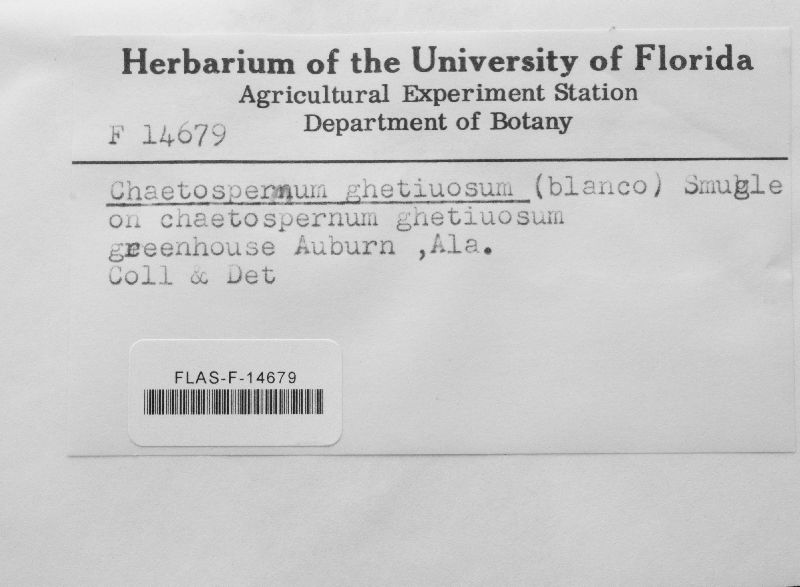 Herbarium of the University of Florida
Agricultural Experiment Station
Department of Botany
F 14679
Chaetospernum ghetiuosum (blanco) Smugle
on chaetospernum ghetiuosum
greenhouse Auburn ,Ala.
Coll & Det
FLAS-F-14679